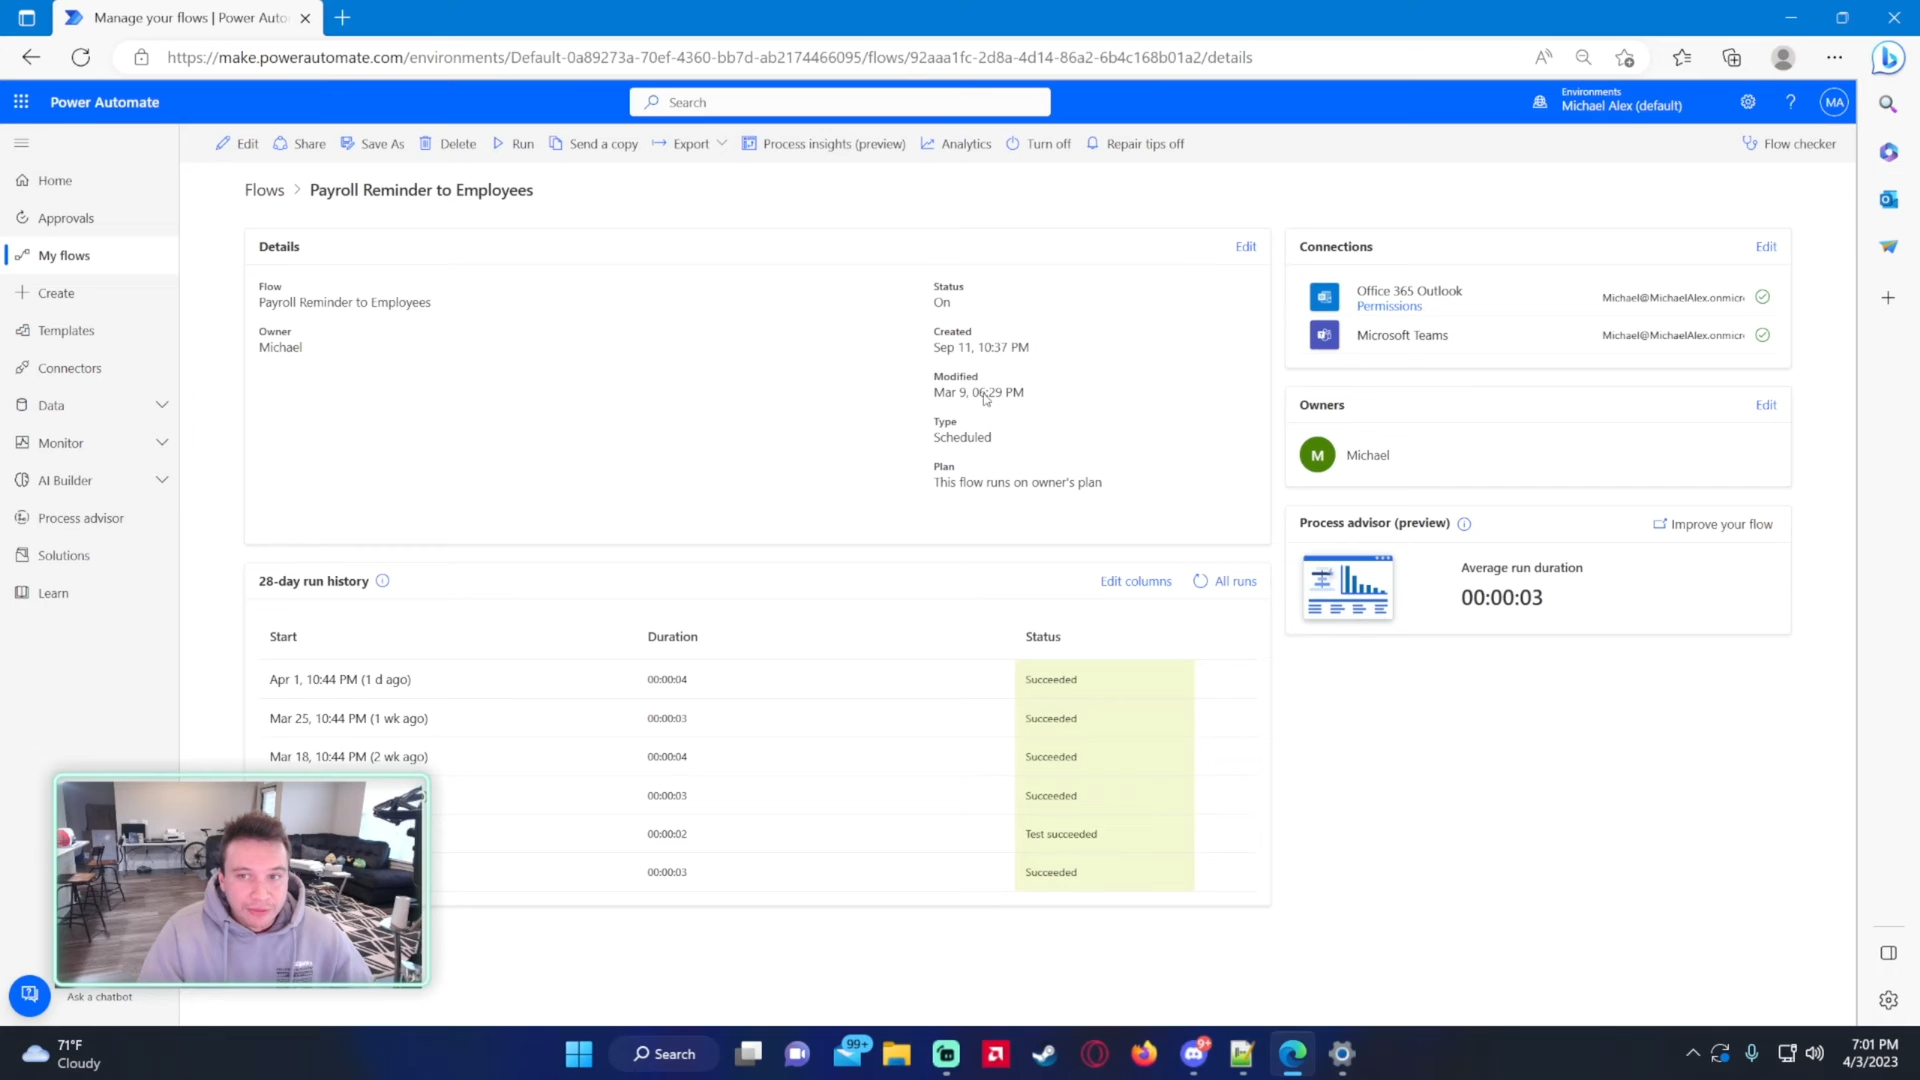 Manage your flows | Power Auto
https://make.powerautomate.com/environments/Default-0a89273a-70ef-4360-bb7d-ab2174466095/flows/92aaa1fc-2d8a-4d14-86a2-6b4c168b01a2/details
Power Automate
Search
Environments
Michael Alex (default)
MA
Edit
Share
Save As
Delete
Run
Send a copy
Export
Process insights (preview)
Analytics
Turn off
Repair tips off
Flow checker
Home
Approvals
My flows
Create
Templates
Connectors
Data
Monitor
AI Builder
Process advisor
Solutions
Learn
Ask a chatbot
Flows > Payroll Reminder to Employees
Details
Edit
Flow
Payroll Reminder to Employees
Owner
Michael
Status
On
Created
Sep 11, 10:37 PM
Modified
Mar 9, 06:29 PM
Type
Scheduled
Plan
This flow runs on owner's plan
Connections
Edit
Office 365 Outlook
Permissions
Michael@MichaelAlex.onmicr
Microsoft Teams
Michael@MichaelAlex.onmicr
Owners
Edit
M
Michael
Process advisor (preview)
Improve your flow
Average run duration
00:00:03
28-day run history
Edit columns
All runs
Start Duration Status
Apr 1, 10:44 PM (1 d ago) 00:00:04 Succeeded
Mar 25, 10:44 PM (1 wk ago) 00:00:03 Succeeded
Mar 18, 10:44 PM (2 wk ago) 00:00:04 Succeeded
00:00:03 Succeeded
00:00:02 Test succeeded
00:00:03 Succeeded
71°F
Cloudy
Search
99+
9+
7:01 PM
4/3/2023